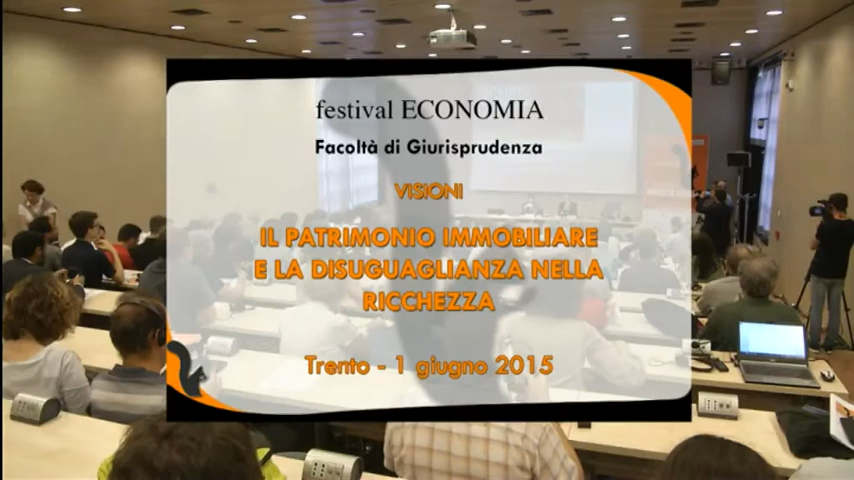 festival ECONOMIA
Facoltà di Giurisprudenza
VISIONI
IL PATRIMONIO IMMOBILIARE
E LA DISUGUAGLIANZA NELLA
RICCHEZZA
Trento - 1 giugno 2015